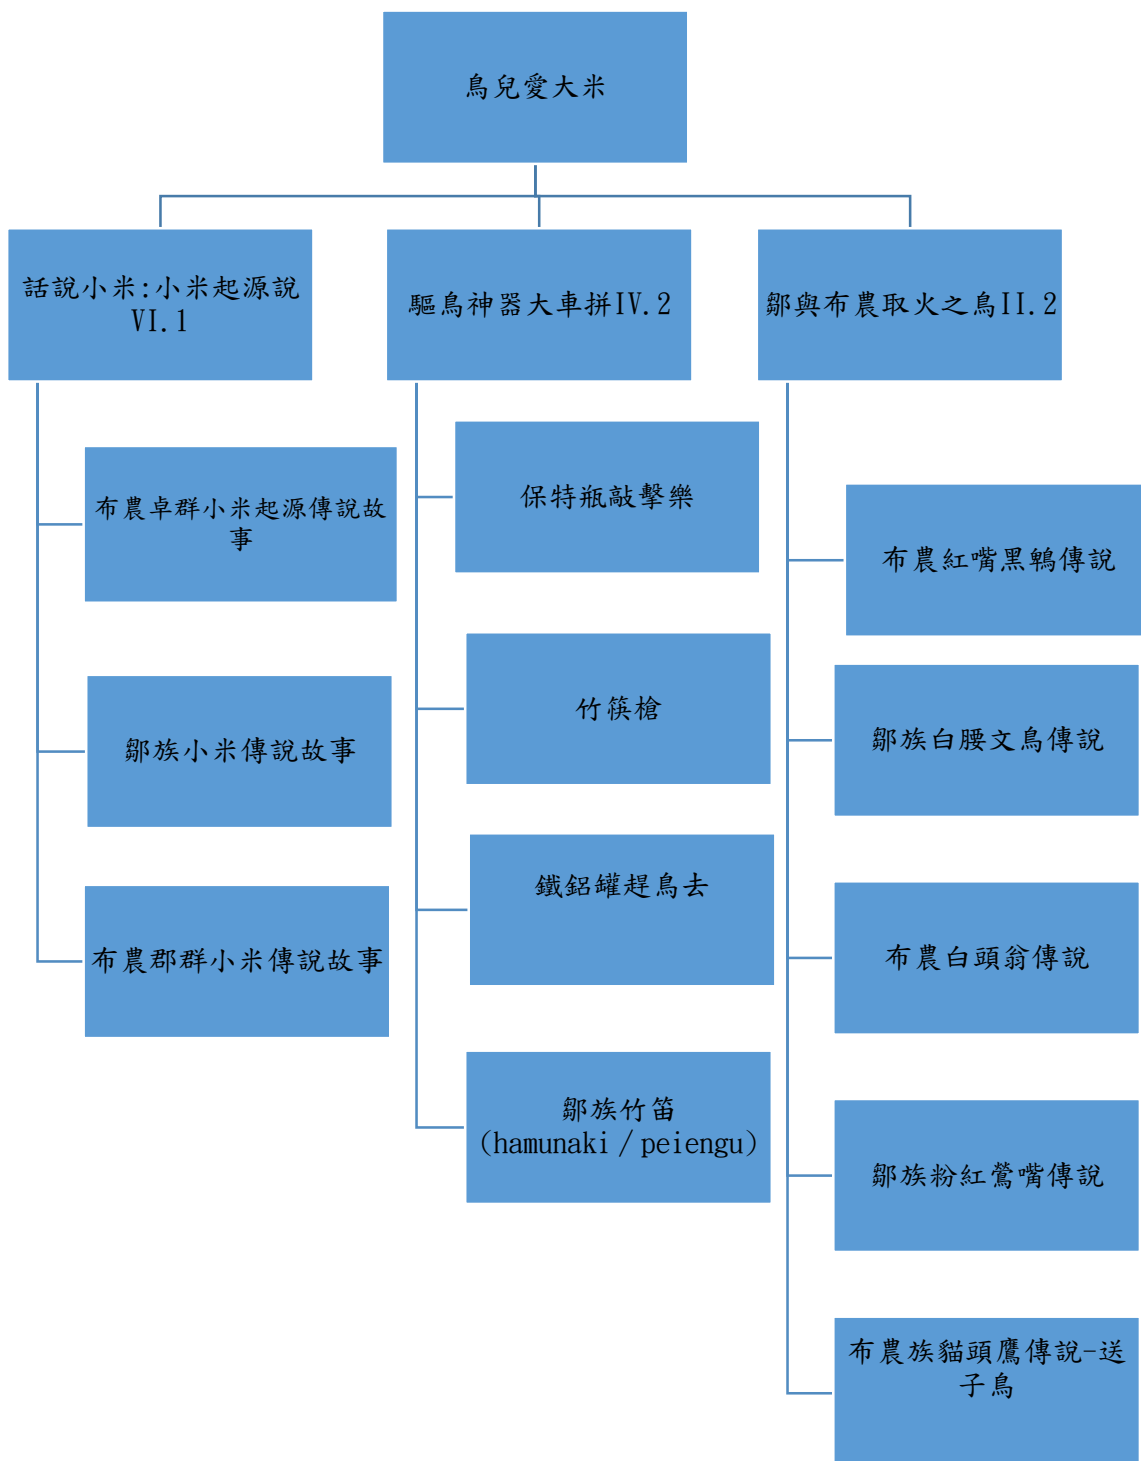 鳥兒愛大米
話說小米:小米起源說
VI.1
驅鳥神器大車拼IV.2
鄒與布農取火之鳥II.2
布農卓群小米起源傳說故
事
鄒族小米傳說故事
布農郡群小米傳說故事
保特瓶敲擊樂
竹筷槍
鐵鋁罐趕鳥去
鄒族竹笛
(hamunaki／peiengu)
布農紅嘴黑鵯傳說
鄒族白腰文鳥傳說
布農白頭翁傳說
鄒族粉紅鶯嘴傳說
布農族貓頭鷹傳說-送
子鳥